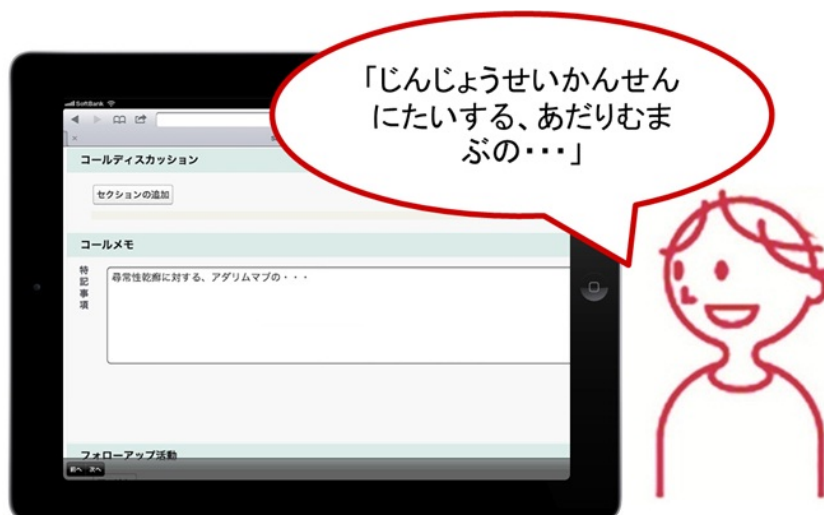 「じんじょうせいかんせん
にたいする、あだりむま
ぶの・・・」
SoftBank
コールディスカッション
セクションの追加
コールメモ
特記事項
尋常性乾癬に対する、アダリムマブの・・・
フォローアップ活動
前へ 次へ